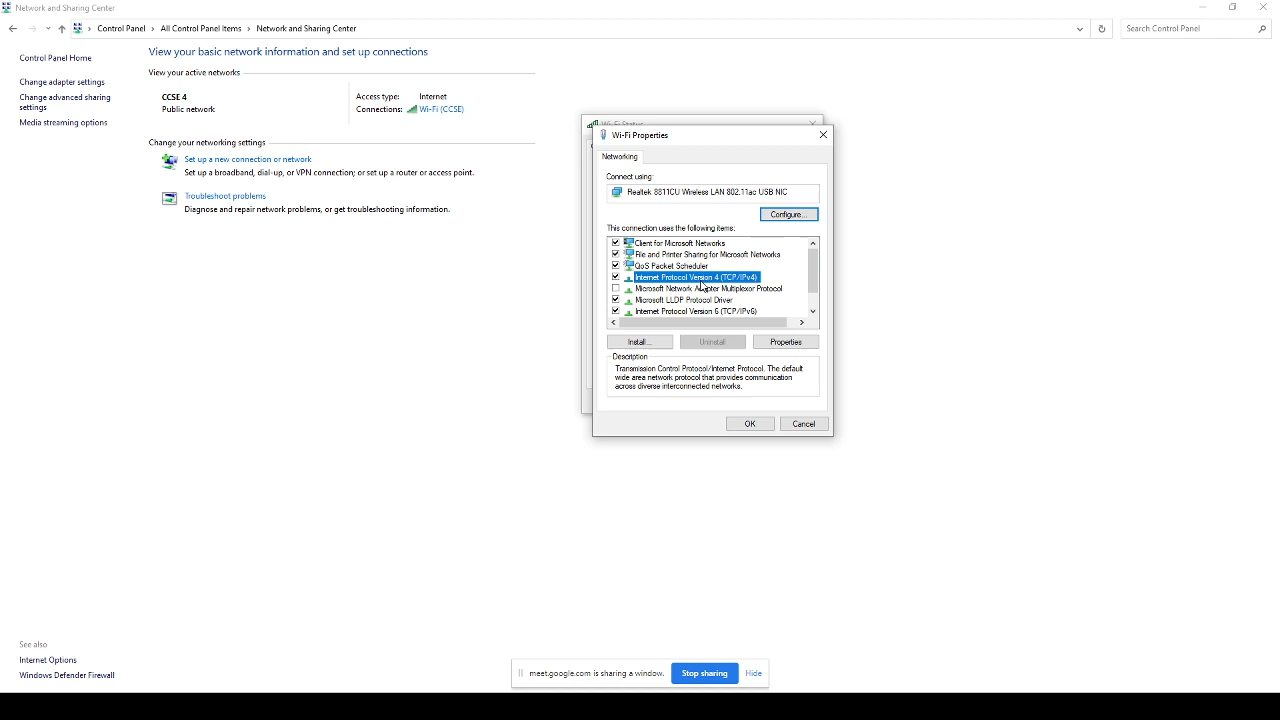 Network and Sharing Center
Control Panel > All Control Panel Items > Network and Sharing Center
Search Control Panel
Control Panel Home
Change adapter settings
Change advanced sharing
settings
Media streaming options
View your basic network information and set up connections
View your active networks
CCSE 4
Public network
Access type: Internet
Connections: Wi-Fi (CCSE)
Change your networking settings
Set up a new connection or network
Set up a broadband, dial-up, or VPN connection; or set up a router or access point.
Troubleshoot problems
Diagnose and repair network problems, or get troubleshooting information.
Wi-Fi Status
Wi-Fi Properties
Networking
Connect using:
Realtek 8811CU Wireless LAN 802.11ac USB NIC
Configure...
This connection uses the following items:
Client for Microsoft Networks
File and Printer Sharing for Microsoft Networks
QoS Packet Scheduler
Internet Protocol Version 4 (TCP/IPv4)
Microsoft Network Adapter Multiplexor Protocol
Microsoft LLDP Protocol Driver
Internet Protocol Version 6 (TCP/IPv6)
Install...
Uninstall
Properties
Description
Transmission Control Protocol/Internet Protocol. The default
wide area network protocol that provides communication
across diverse interconnected networks.
OK
Cancel
See also
Internet Options
Windows Defender Firewall
meet.google.com is sharing a window.
Stop sharing
Hide